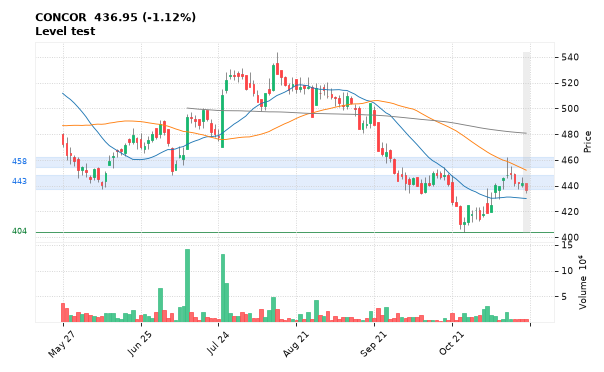 CONCOR 436.95 (-1.12%)
Level test
540
520
500
480
460
440
420
400
Price
458
443
404
15
10
5
Volume 10⁴
May 27
Jun 25
Jul 24
Aug 21
Sep 21
Oct 21